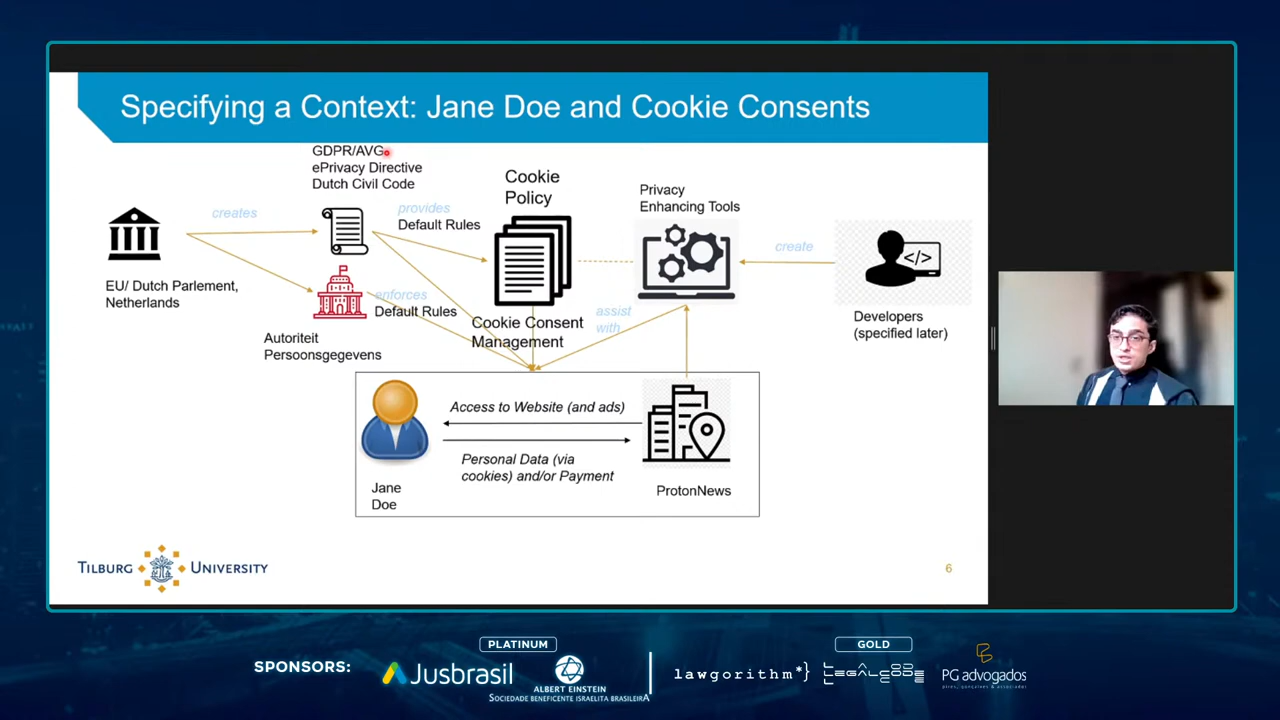 Specifying a Context: Jane Doe and Cookie Consents
GDPR/AVG
ePrivacy Directive
Dutch Civil Code
creates
provides
Default Rules
Cookie
Policy
Privacy
Enhancing Tools
create
</>
EU/ Dutch Parlement,
Netherlands
enforces
Default Rules
Autoriteit
Persoonsgegevens
Cookie Consent
Management
assist
with
Developers
(specified later)
Access to Website (and ads)
Personal Data (via
cookies) and/or Payment
Jane
Doe
ProtonNews
TILBURG UNIVERSITY
6
SPONSORS:
PLATINUM
Jusbrasil
ALBERT EINSTEIN
SOCIEDADE BENEFICENTE ISRAELITA BRASILEIRA
lawgorithm*}
GOLD
LEGALCODE
PG advogados